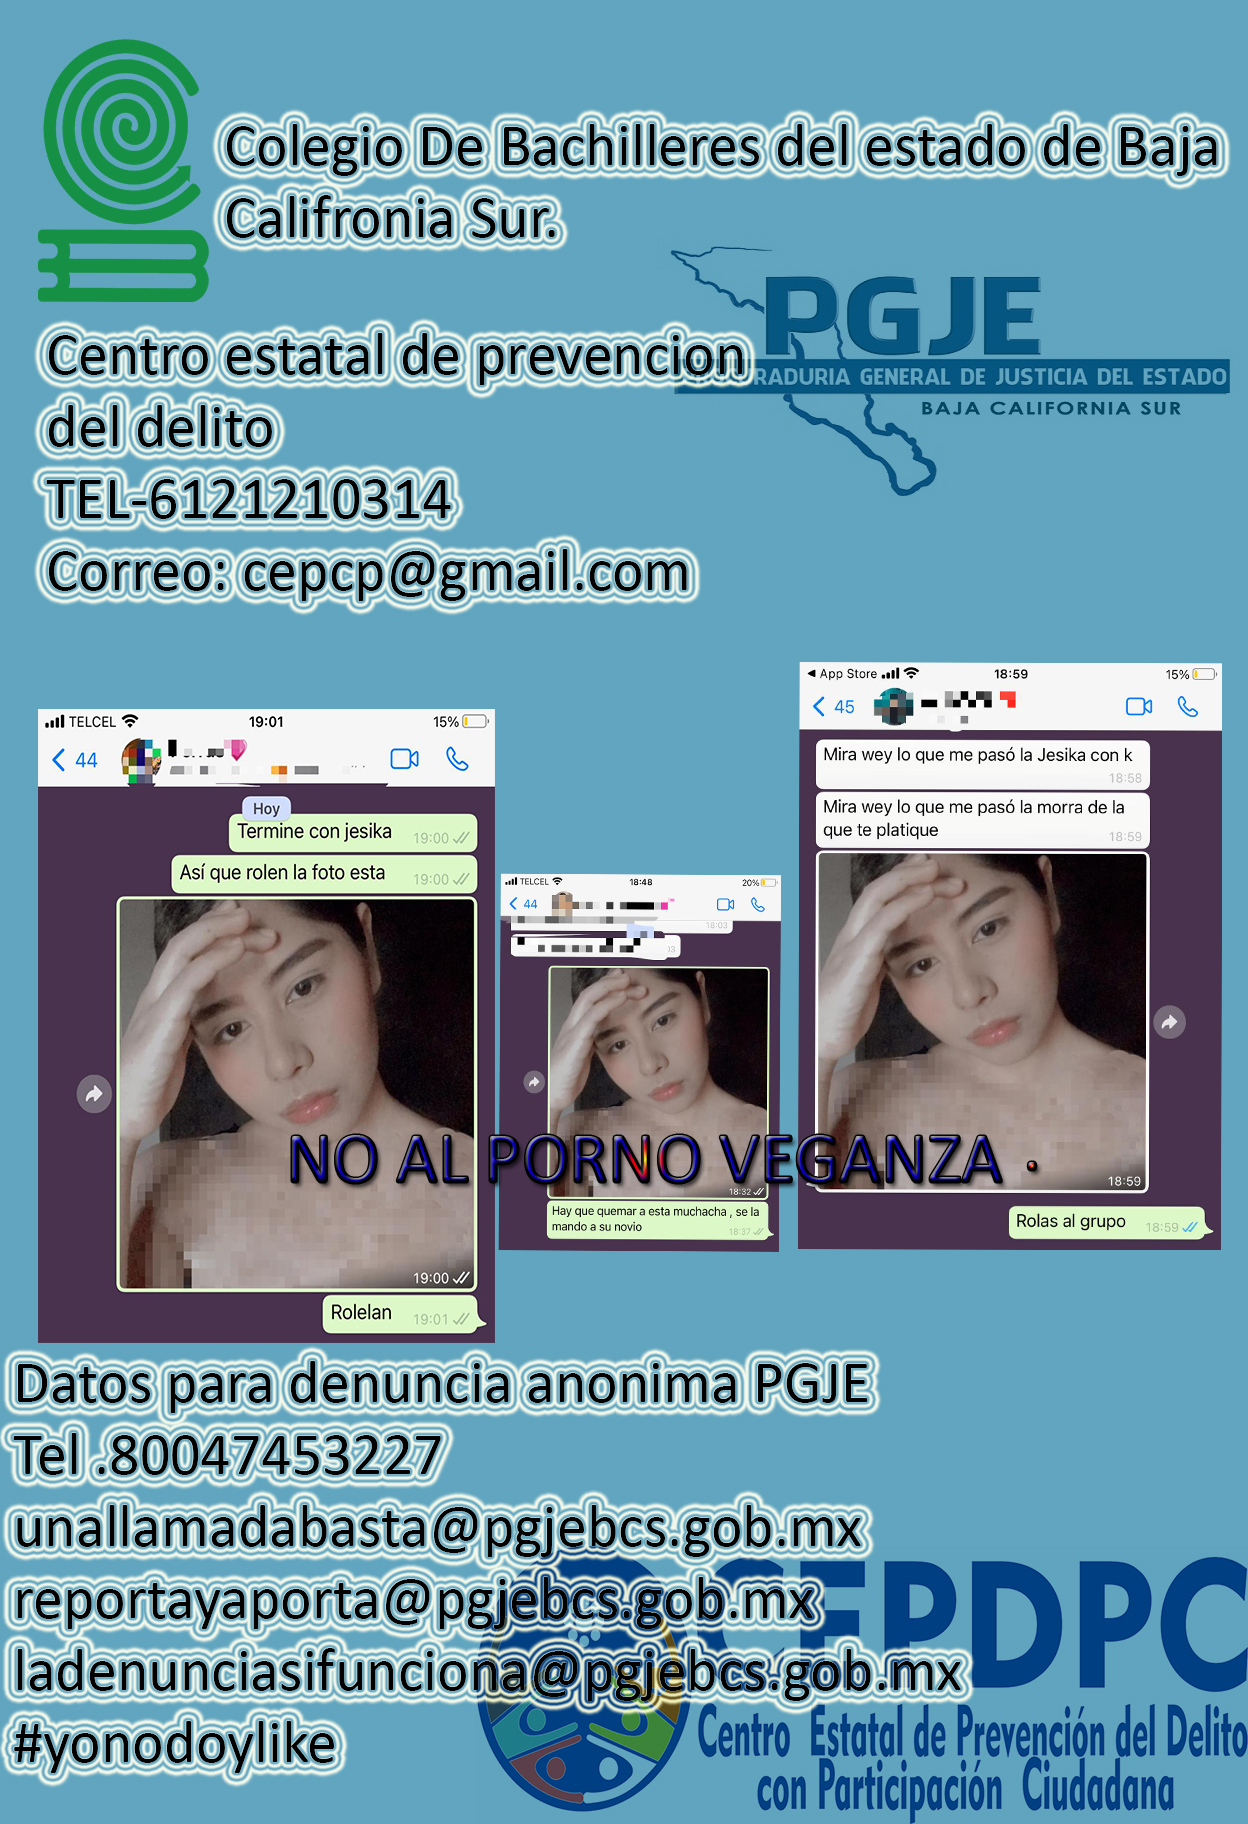 Colegio De Bachilleres del estado de Baja
Califronia Sur.
PGJE
RADURIA GENERAL DE JUSTICIA DEL ESTADO
BAJA CALIFORNIA SUR
Centro estatal de prevencion
del delito
TEL-6121210314
Correo: cepcp@gmail.com
TELCEL 19:01 15%
44
Hoy
Termine con jesika 19:00
Así que rolen la foto esta 19:00
19:00
Rolelan 19:01
TELCEL 18:48 20%
44
18:03
18:32
Hay que quemar a esta muchacha , se la
mando a su novio 18:37
App Store 18:59 15%
45
Mira wey lo que me pasó la Jesika con k
18:58
Mira wey lo que me pasó la morra de la
que te platique 18:59
18:59
Rolas al grupo 18:59
NO AL PORNO VEGANZA .
Datos para denuncia anonima PGJE
Tel .80047453227
unallamadabasta@pgjebcs.gob.mx
reportayaporta@pgjebcs.gob.mx
ladenunciasifunciona@pgjebcs.gob.mx
#yonodoylike
CEPDPC
Centro Estatal de Prevención del Delito
con Participación Ciudadana